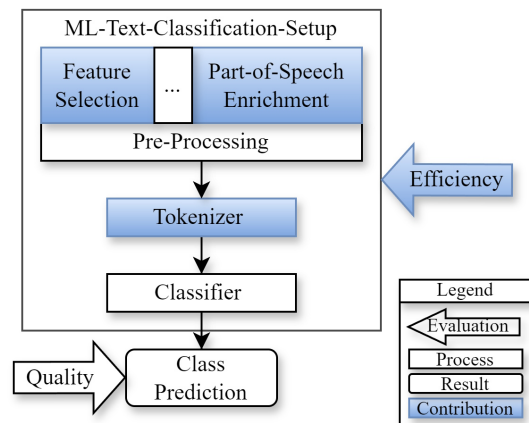 ML-Text-Classification-Setup
Feature
Selection
...
Part-of-Speech
Enrichment
Pre-Processing
Tokenizer
Classifier
Class
Prediction
Quality
Efficiency
Legend
Evaluation
Process
Result
Contribution